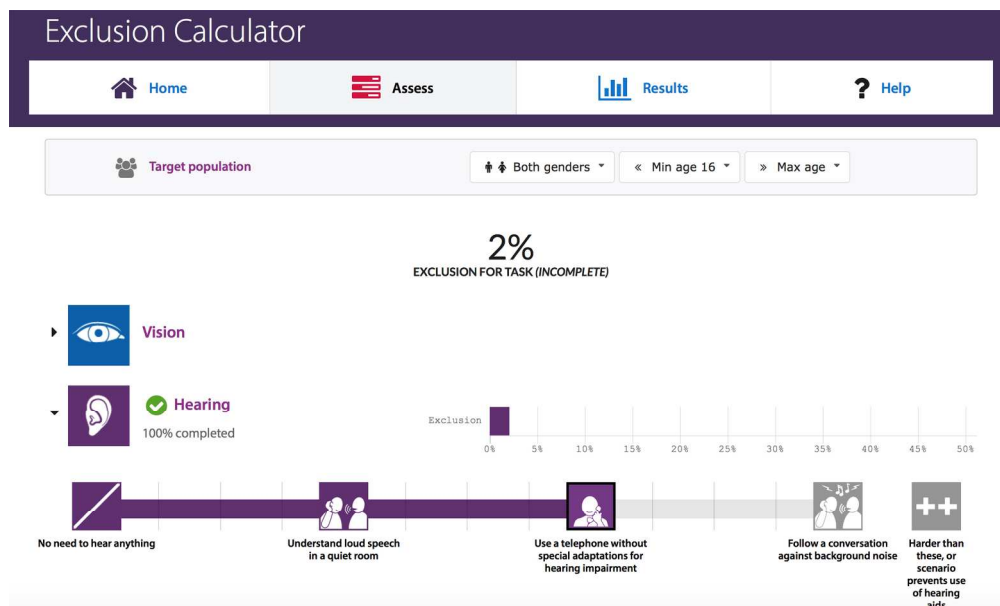 Exclusion Calculator
Home
Assess
Results
? Help
Target population
Both genders
« Min age 16
» Max age
2%
EXCLUSION FOR TASK (INCOMPLETE)
Vision
Hearing
100% completed
Exclusion
0% 5% 10% 15% 20% 25% 30% 35% 40% 45% 50%
No need to hear anything
Understand loud speech
in a quiet room
Use a telephone without
special adaptations for
hearing impairment
Follow a conversation
against background noise
++
Harder than
these, or
scenario
prevents use
of hearing
aids